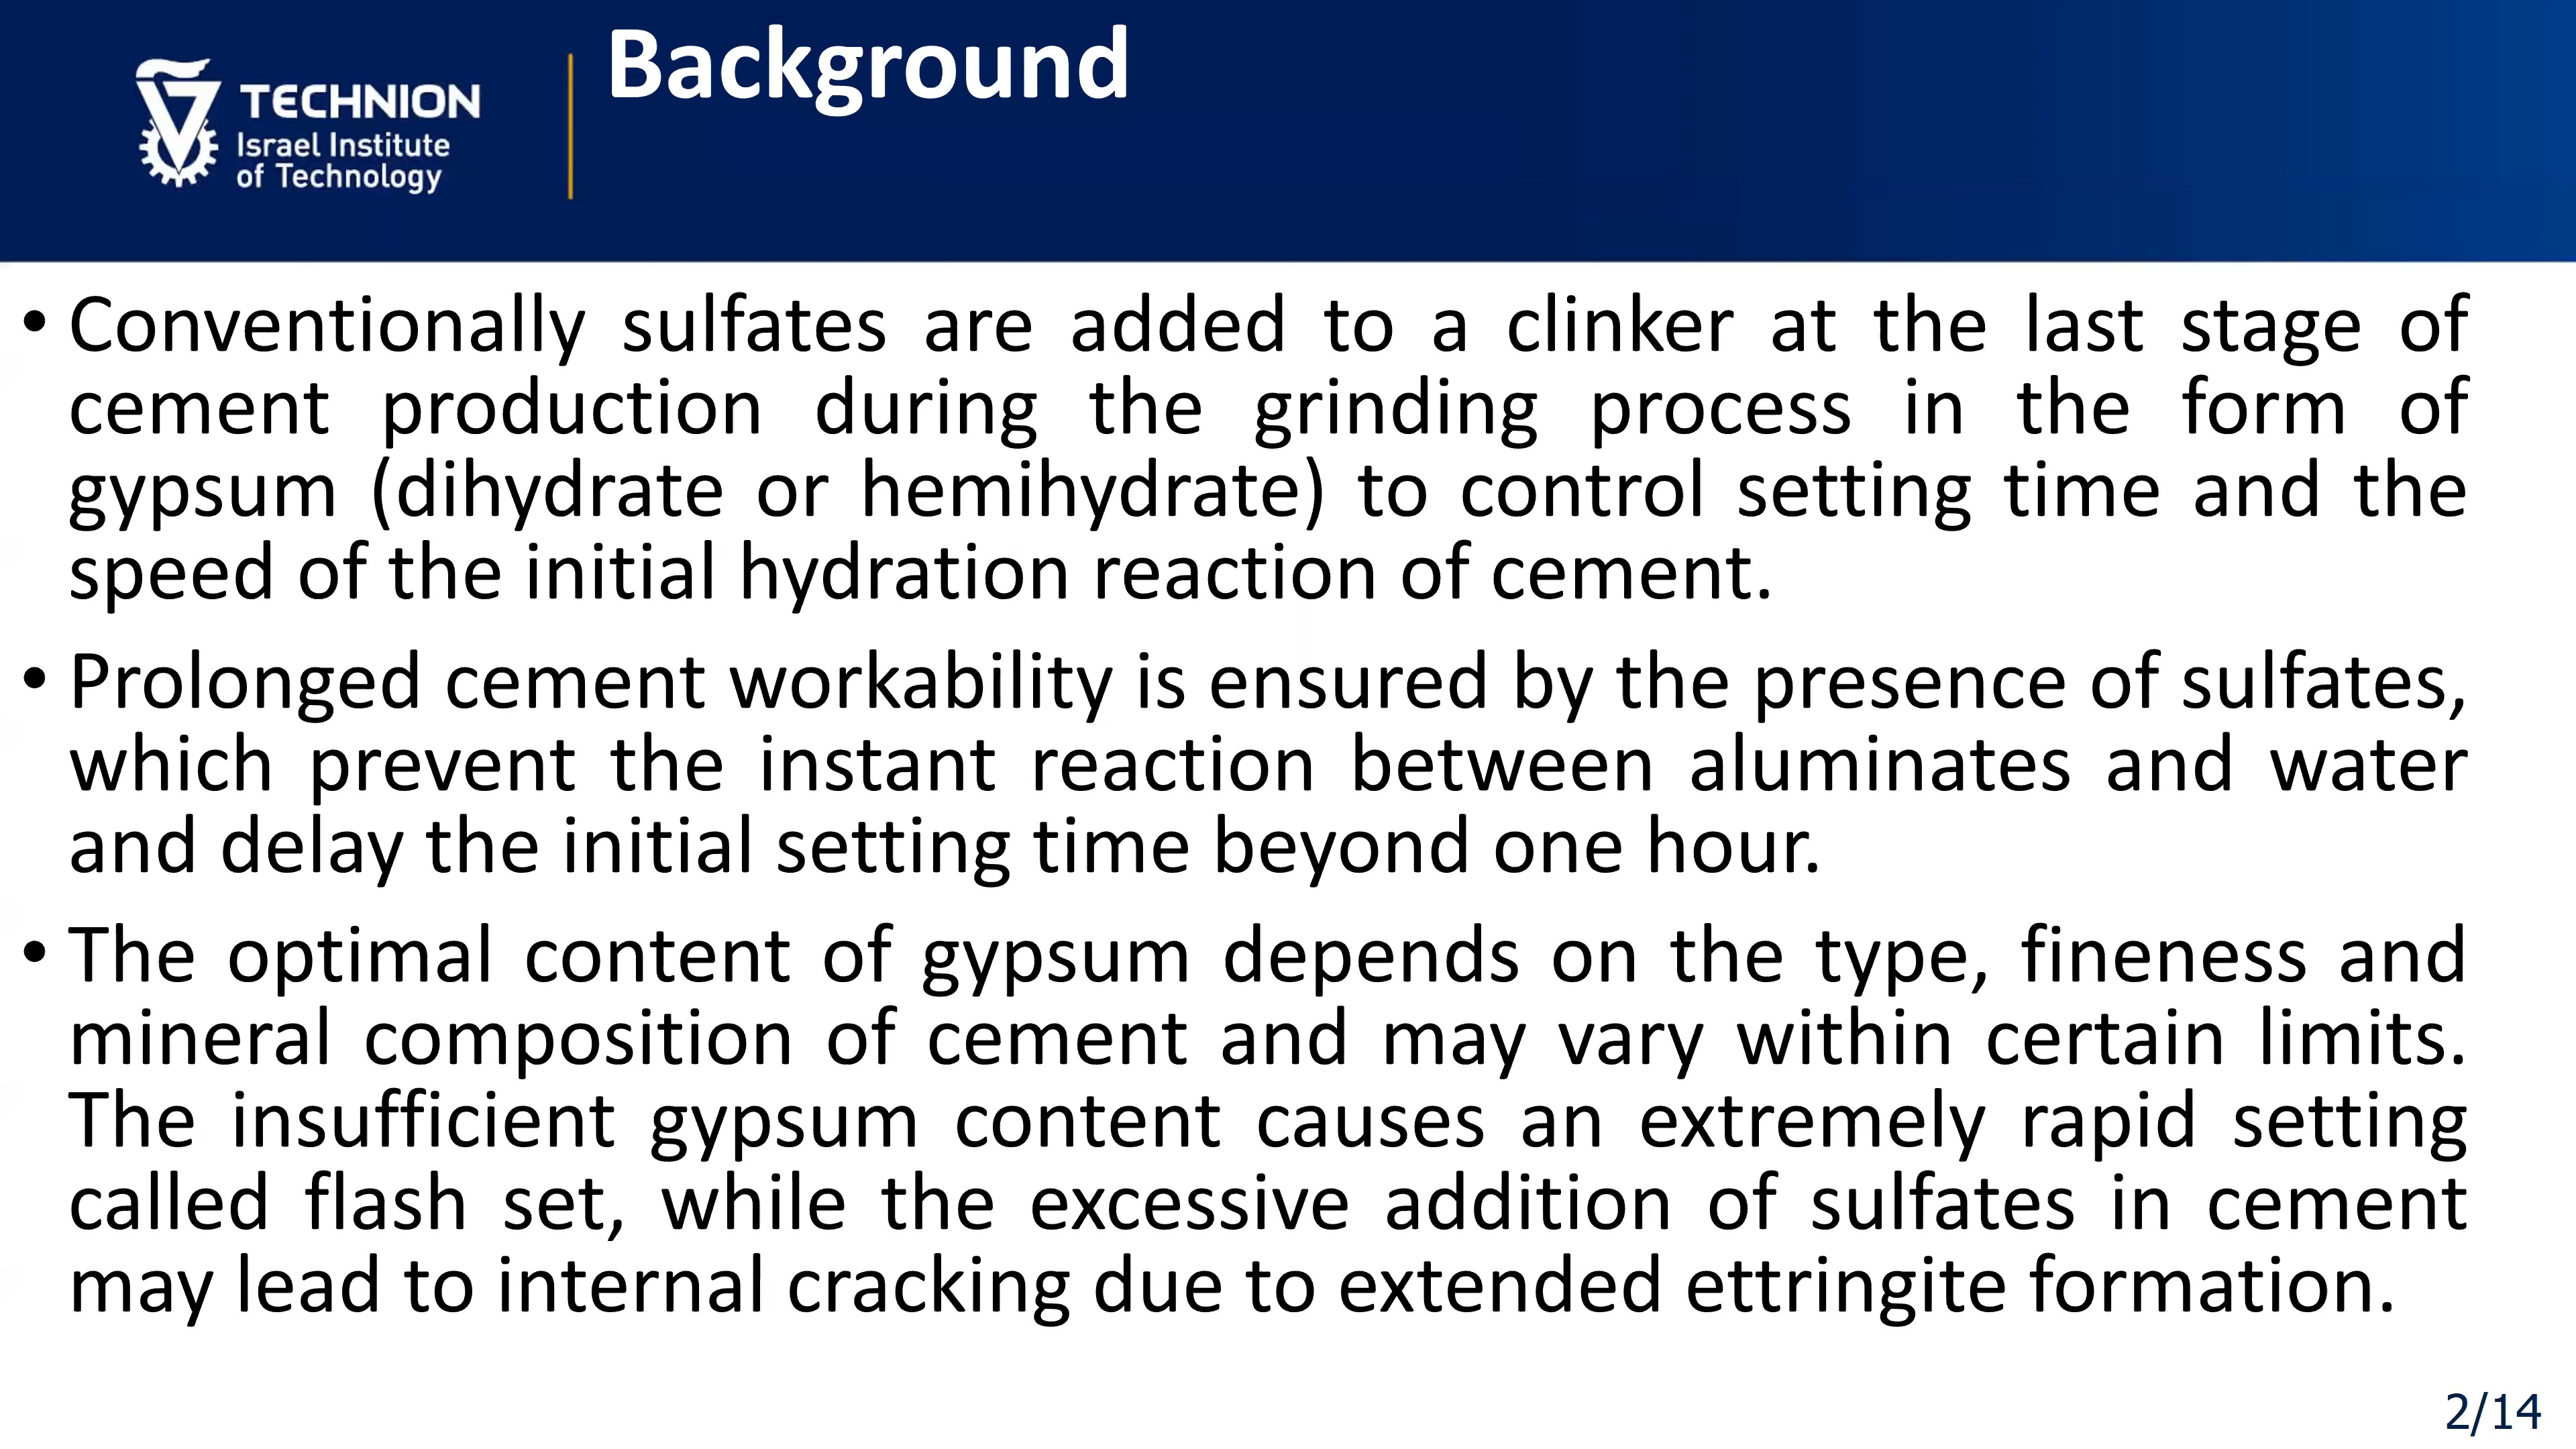 Background
TECHNION
Israel Institute
of Technology
• Conventionally sulfates are added to a clinker at the last stage of
cement production during the grinding process in the form of
gypsum (dihydrate or hemihydrate) to control setting time and the
speed of the initial hydration reaction of cement.
• Prolonged cement workability is ensured by the presence of sulfates,
which prevent the instant reaction between aluminates and water
and delay the initial setting time beyond one hour.
• The optimal content of gypsum depends on the type, fineness and
mineral composition of cement and may vary within certain limits.
The insufficient gypsum content causes an extremely rapid setting
called flash set, while the excessive addition of sulfates in cement
may lead to internal cracking due to extended ettringite formation.
2/14